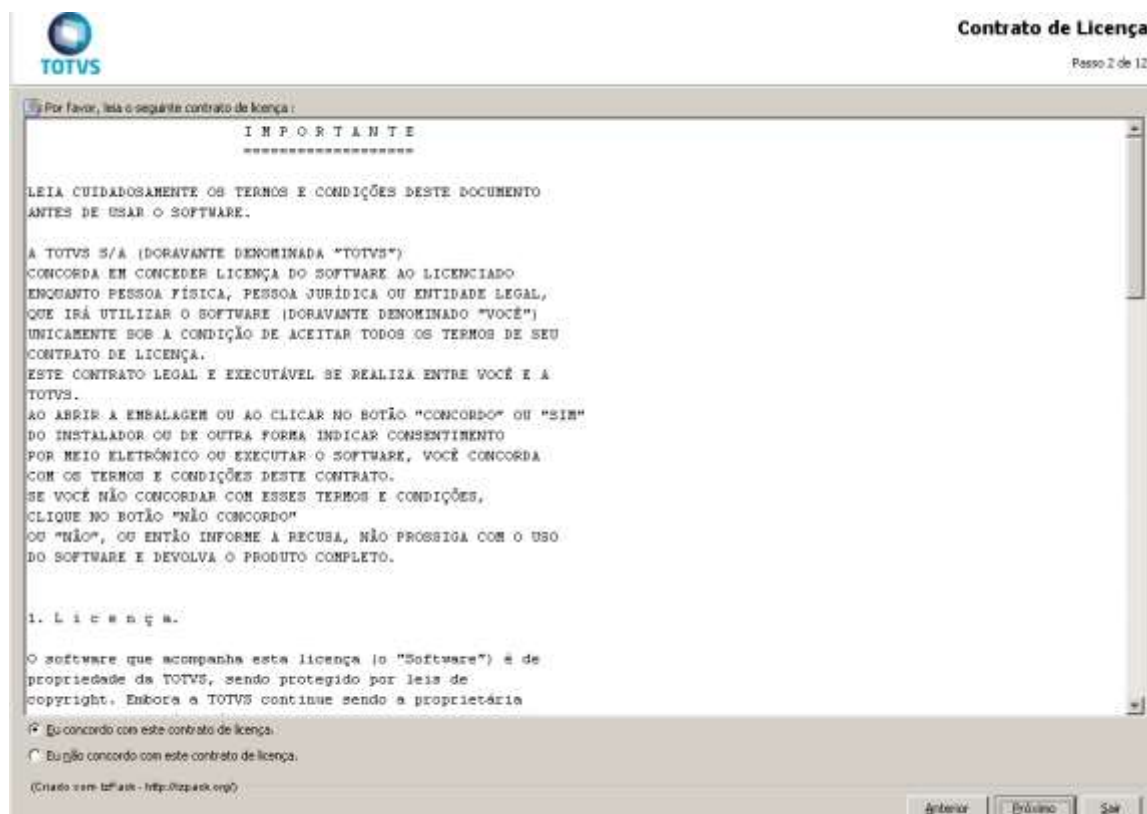 TOTVS
Contrato de Licença
Passo 2 de 12
Por favor, leia o seguinte contrato de licença :
I M P O R T A N T E
===================
LEIA CUIDADOSAMENTE OS TERMOS E CONDIÇÕES DESTE DOCUMENTO
ANTES DE USAR O SOFTWARE.
A TOTVS S/A (DORAVANTE DENOMINADA "TOTVS")
CONCORDA EM CONCEDER LICENÇA DO SOFTWARE AO LICENCIADO
ENQUANTO PESSOA FÍSICA, PESSOA JURÍDICA OU ENTIDADE LEGAL,
QUE IRÁ UTILIZAR O SOFTWARE (DORAVANTE DENOMINADO "VOCÊ")
UNICAMENTE SOB A CONDIÇÃO DE ACEITAR TODOS OS TERMOS DE SEU
CONTRATO DE LICENÇA.
ESTE CONTRATO LEGAL E EXECUTÁVEL SE REALIZA ENTRE VOCÊ E A
TOTVS.
AO ABRIR A EMBALAGEM OU AO CLICAR NO BOTÃO "CONCORDO" OU "SIM"
DO INSTALADOR OU DE OUTRA FORMA INDICAR CONSENTIMENTO
POR MEIO ELETRÔNICO OU EXECUTAR O SOFTWARE, VOCÊ CONCORDA
COM OS TERMOS E CONDIÇÕES DESTE CONTRATO.
SE VOCÊ NÃO CONCORDAR COM ESSES TERMOS E CONDIÇÕES,
CLIQUE NO BOTÃO "NÃO CONCORDO"
OU "NÃO", OU ENTÃO INFORME A RECUSA, NÃO PROSSIGA COM O USO
DO SOFTWARE E DEVOLVA O PRODUTO COMPLETO.
1. L i c e n ç a.
O software que acompanha esta licença (o "Software") é de
propriedade da TOTVS, sendo protegido por leis de
copyright. Embora a TOTVS continue sendo a proprietária
Eu concordo com este contrato de licença.
Eu não concordo com este contrato de licença.
(Criado com IzPack - http://izpack.org/)
Anterior Próximo Sair